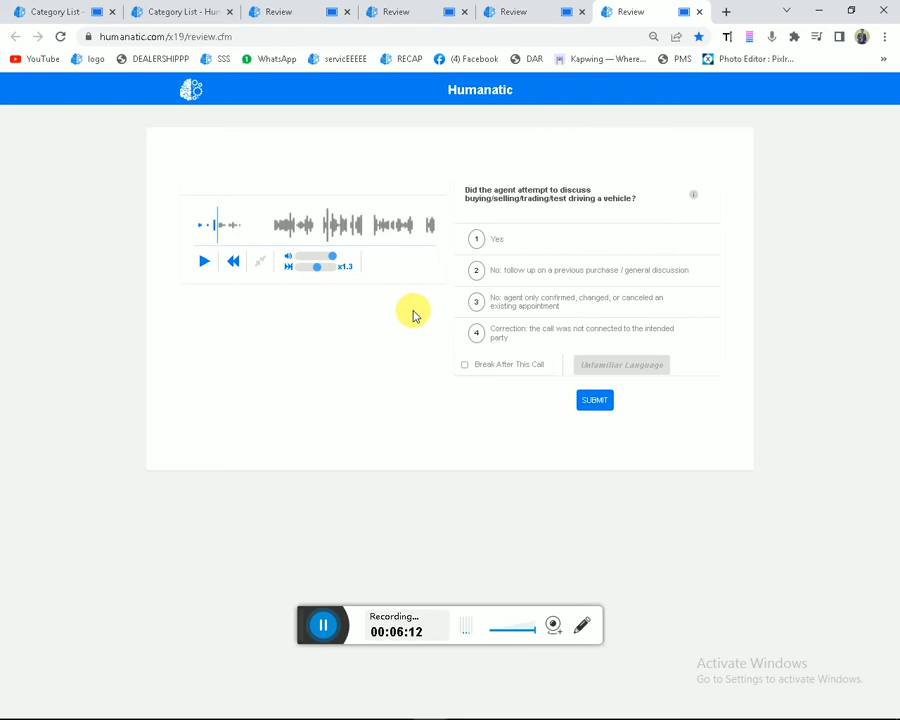 Category List -
Category List - Hun
Review
Review
Review
Review
humanatic.com/x19/review.cfm
YouTube
logo
DEALERSHIPPP
SSS
WhatsApp
servicEEEEE
RECAP
(4) Facebook
DAR
Kapwing — Where...
PMS
Photo Editor : Pixlr...
»
Humanatic
Did the agent attempt to discuss
buying/selling/trading/test driving a vehicle?
1 Yes
2 No: follow up on a previous purchase / general discussion
3 No: agent only confirmed, changed, or canceled an
existing appointment
4 Correction: the call was not connected to the intended
party
x1.3
Break After This Call
Unfamiliar Language
SUBMIT
Recording...
00:06:12
Activate Windows
Go to Settings to activate Windows.